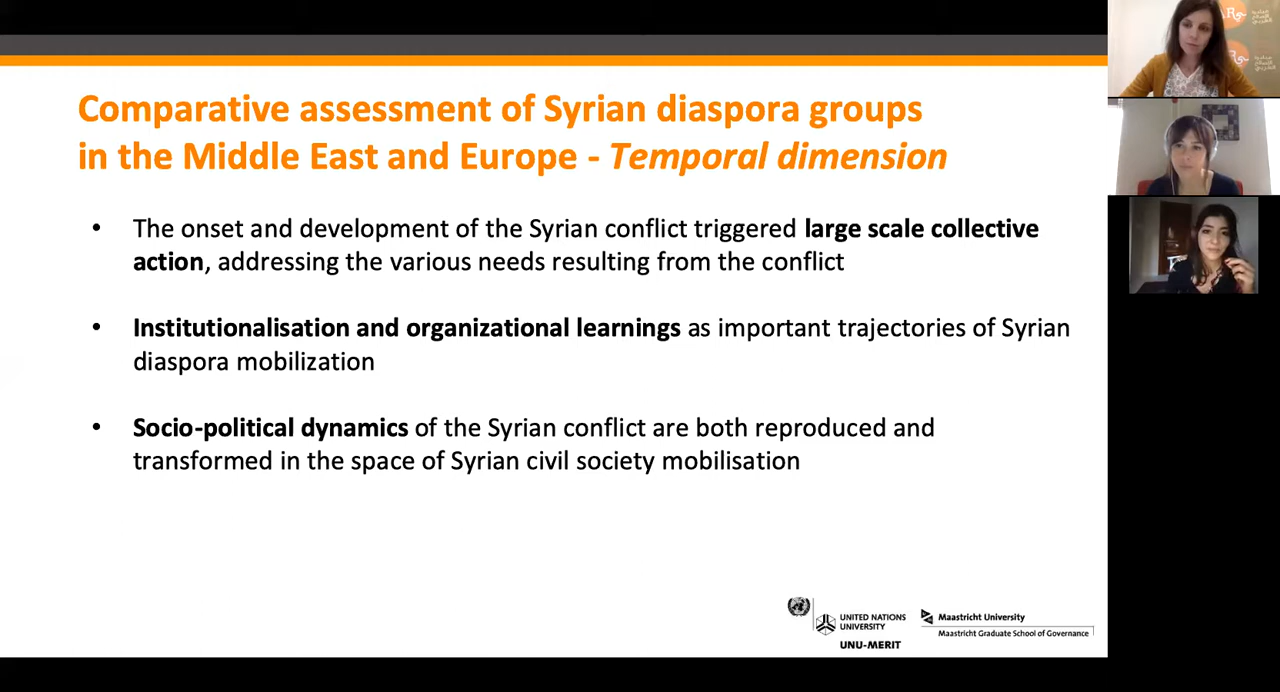 Comparative assessment of Syrian diaspora groups
in the Middle East and Europe - Temporal dimension
• The onset and development of the Syrian conflict triggered large scale collective
action, addressing the various needs resulting from the conflict
• Institutionalisation and organizational learnings as important trajectories of Syrian
diaspora mobilization
• Socio-political dynamics of the Syrian conflict are both reproduced and
transformed in the space of Syrian civil society mobilisation
UNITED NATIONS
UNIVERSITY
UNU-MERIT
Maastricht University
Maastricht Graduate School of Governance